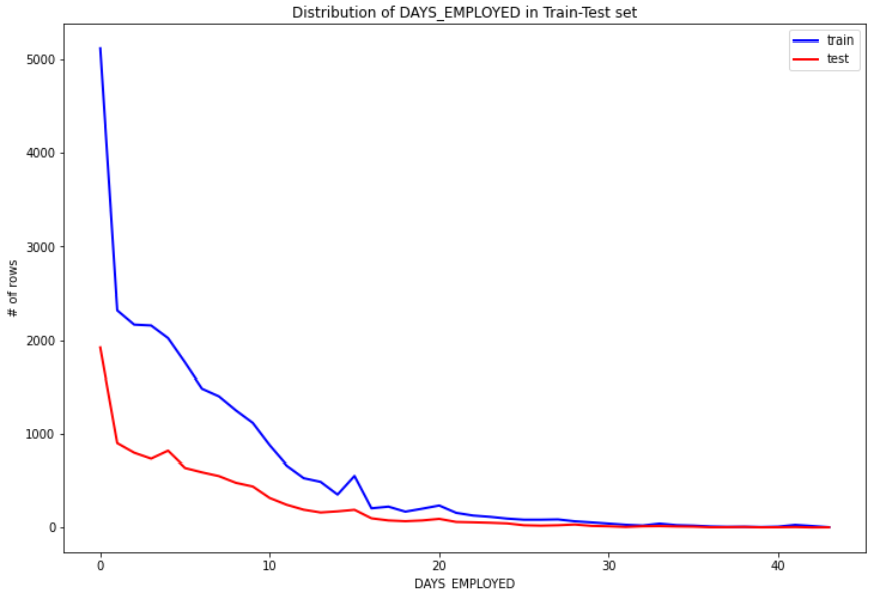 Distribution of DAYS_EMPLOYED in Train-Test set
train
test
# of rows
5000
4000
3000
2000
1000
0
0 10 20 30 40
DAYS_EMPLOYED